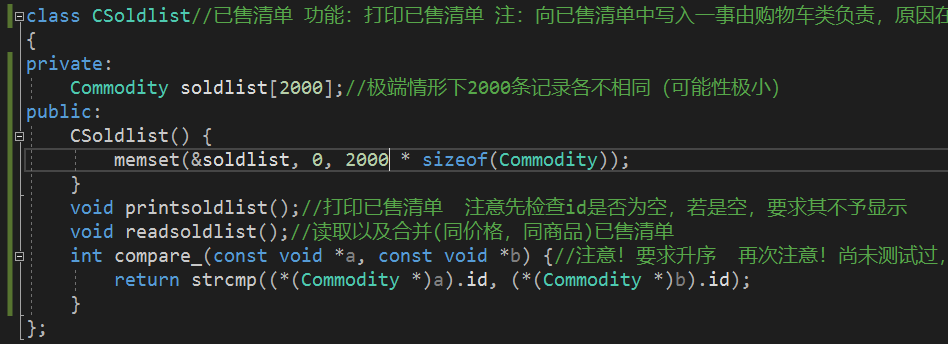 class CSoldlist//已售清单 功能：打印已售清单 注：向已售清单中写入一事由购物车类负责，原因在
{
private:
    Commodity soldlist[2000];//极端情形下2000条记录各不相同（可能性极小）
public:
    CSoldlist() {
        memset(&soldlist, 0, 2000 * sizeof(Commodity));
    }
    void printsoldlist();//打印已售清单  注意先检查id是否为空，若是空，要求其不予显示
    void readsoldlist();//读取以及合并(同价格，同商品)已售清单
    int compare_(const void *a, const void *b) {//注意！要求升序  再次注意！尚未测试过，
        return strcmp((*(Commodity *)a).id, (*(Commodity *)b).id);
    }
};